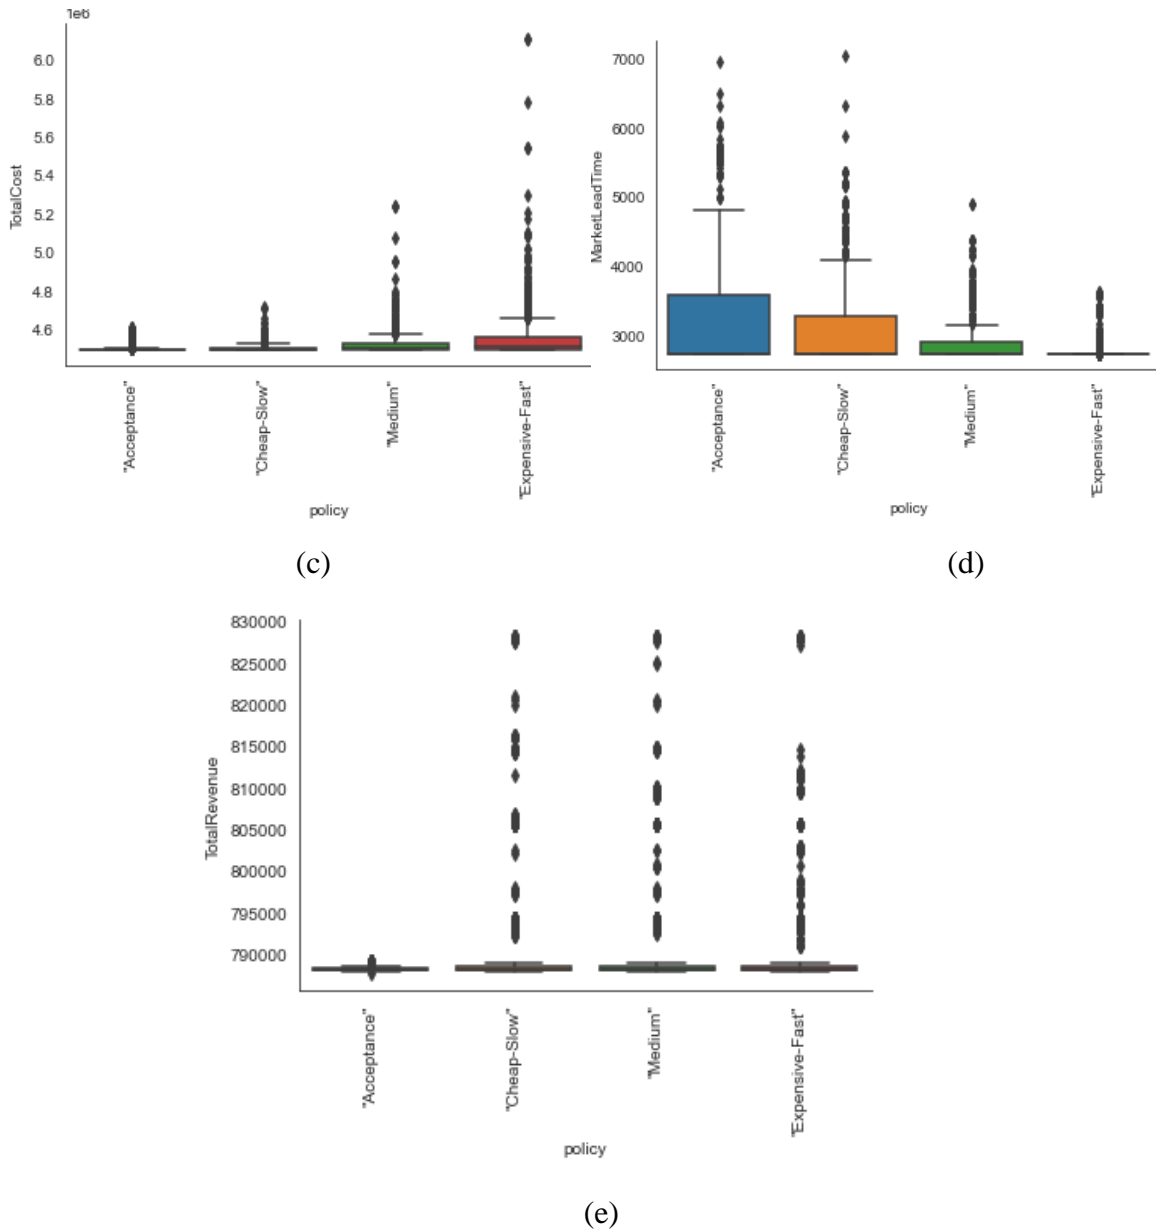 1e6
6.0
5.8
5.6
5.4
5.2
5.0
4.8
4.6
TotalCost
"Acceptance"
"Cheap-Slow"
"Medium"
"Expensive-Fast"
policy
(c)
7000
6000
5000
4000
3000
MarketLeadTime
"Acceptance"
"Cheap-Slow"
"Medium"
"Expensive-Fast"
policy
(d)
830000
825000
820000
815000
810000
805000
800000
795000
790000
TotalRevenue
"Acceptance"
"Cheap-Slow"
"Medium"
"Expensive-Fast"
policy
(e)